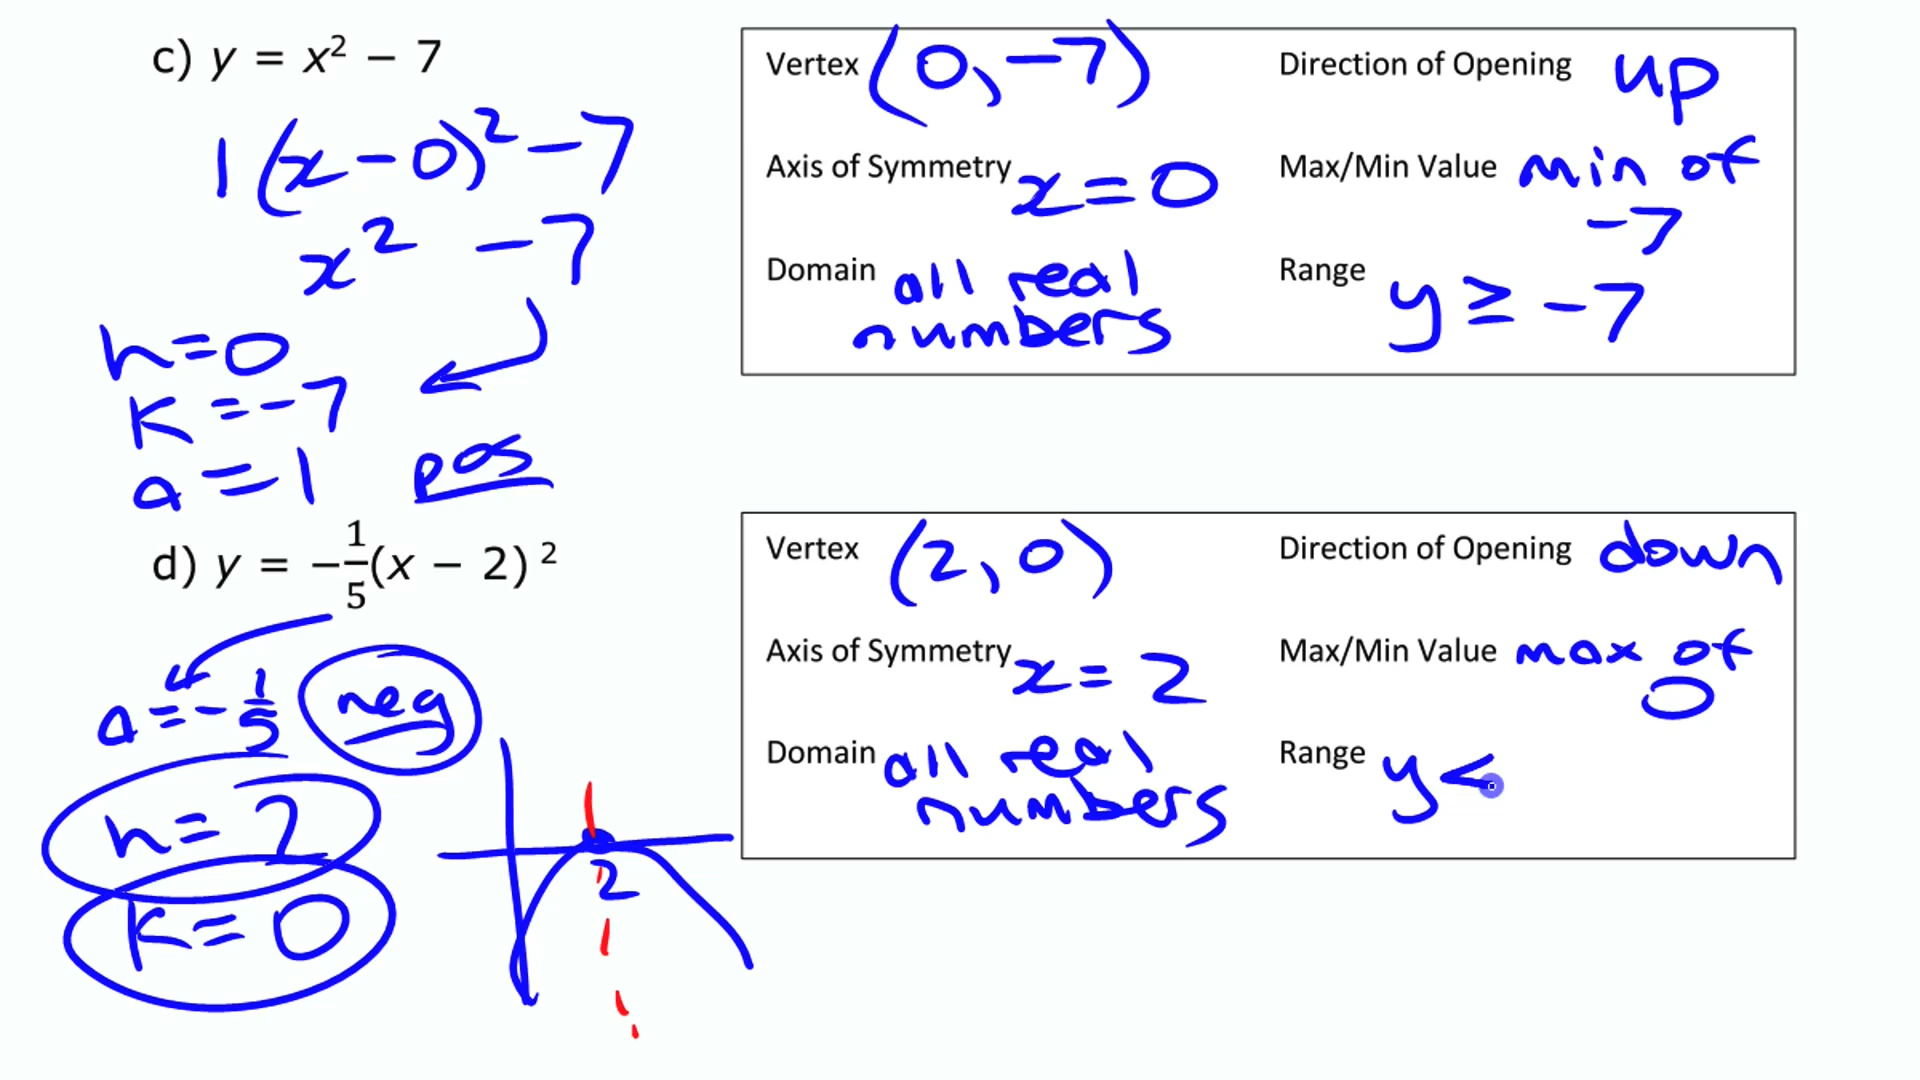 c) y = x² − 7
1(x−0)²−7
x² −7
h=0
k=−7
a=1 pos
Vertex (0,−7)
Direction of Opening up
Axis of Symmetry x=0
Max/Min Value min of
−7
Domain all real
numbers
Range y≥−7
d) y = −1/5(x − 2)²
a=−1/5 neg
h=2
k=0
2
Vertex (2,0)
Direction of Opening down
Axis of Symmetry x=2
Max/Min Value max of
0
Domain all real
numbers
Range y<